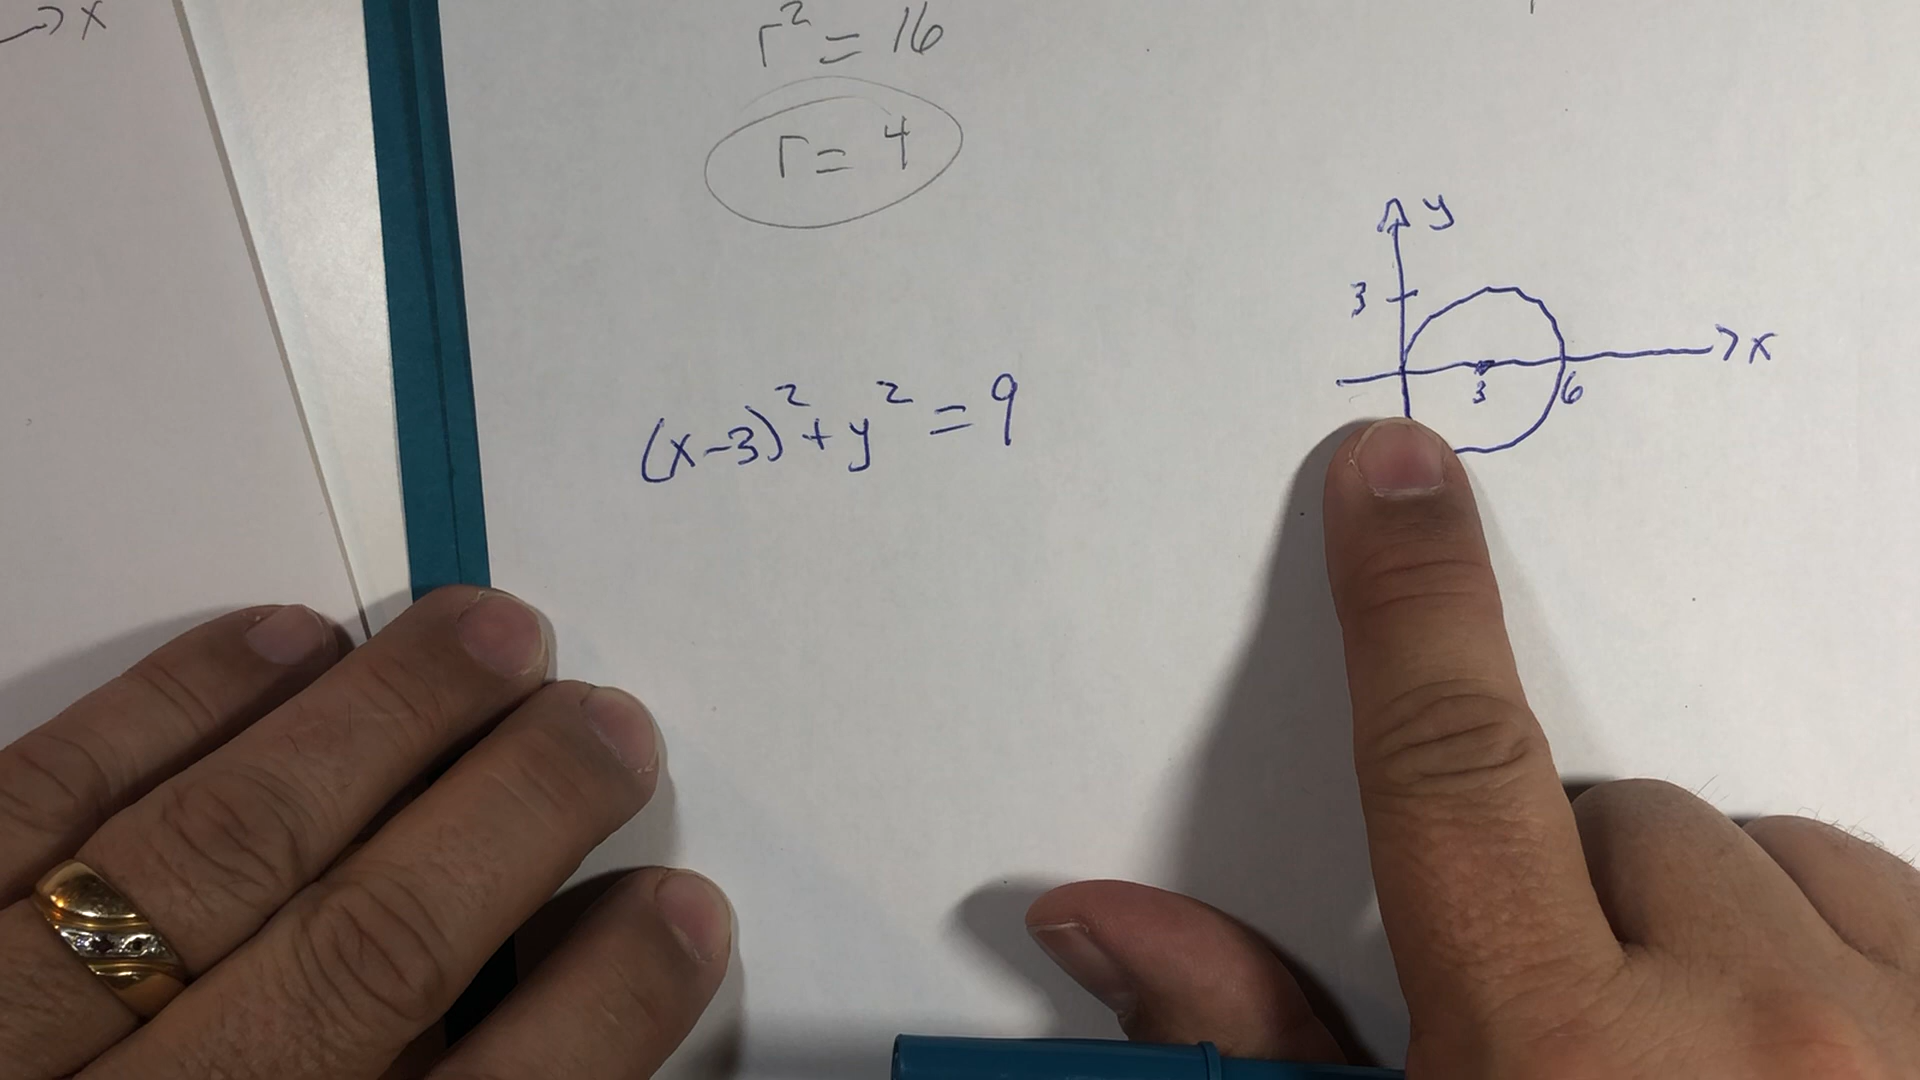 → x
r² = 16
r = 4
y
3
x
3
6
(x-3)² + y² = 9